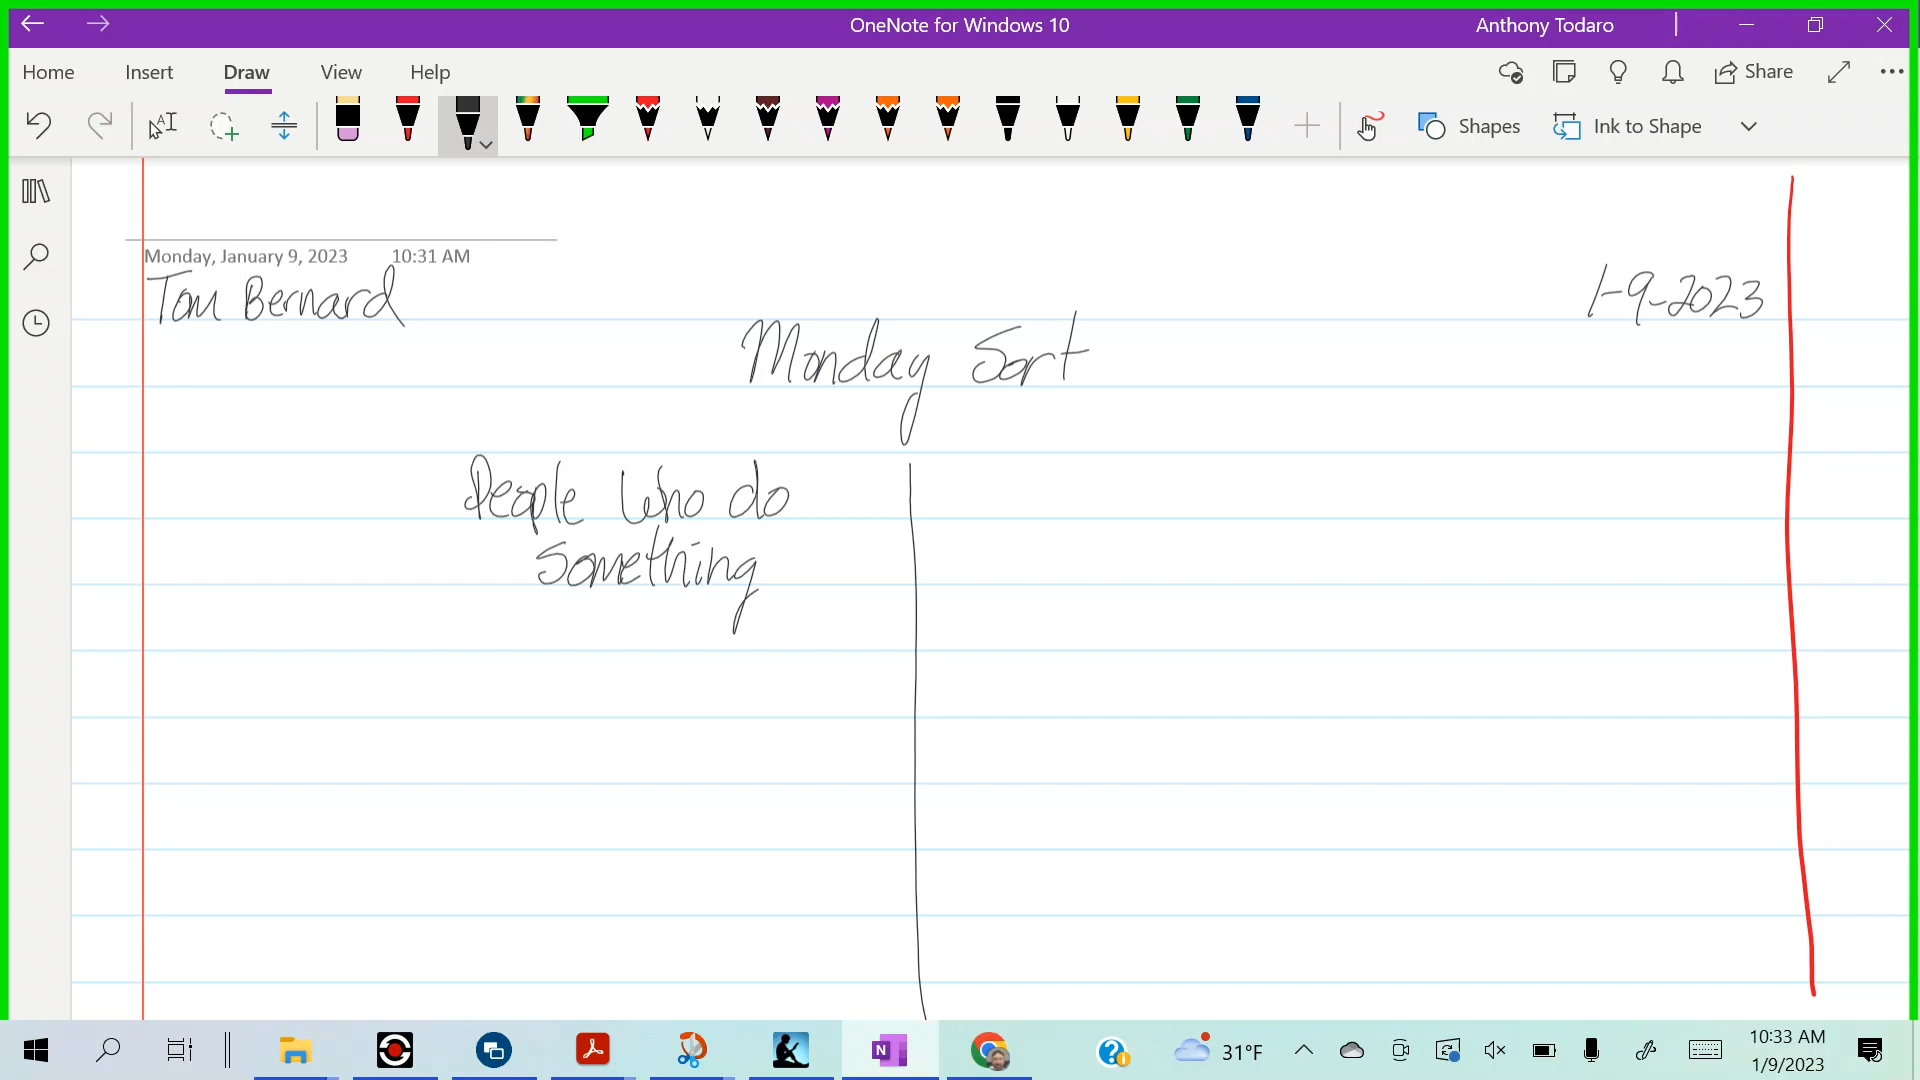 OneNote for Windows 10
Anthony Todaro
Home Insert Draw View Help
Share
Shapes
Ink to Shape
Monday, January 9, 2023 10:31 AM
Tom Bernard
1-9-2023
Monday Sort
People Who do
Something
31°F
10:33 AM
1/9/2023